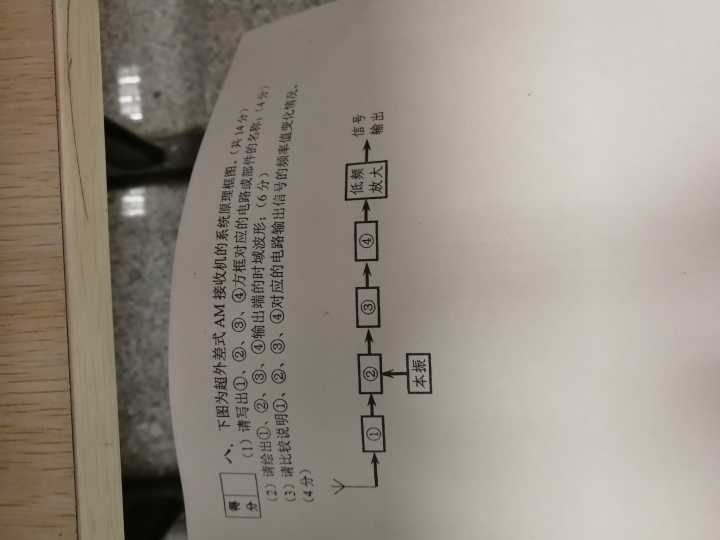 得分
八、下图为超外差式 AM 接收机的系统原理框图。(共 14 分)
(1) 请写出①、②、③、④方框对应的电路或部件的名称;(4 分)
(2) 请绘出①、②、③、④输出端的时域波形;(6 分)
(3) 请比较说明①、②、③、④对应的电路输出信号的频率值变化情况。
(4 分)
① ② ③ ④ 低频放大 信号输出
本振